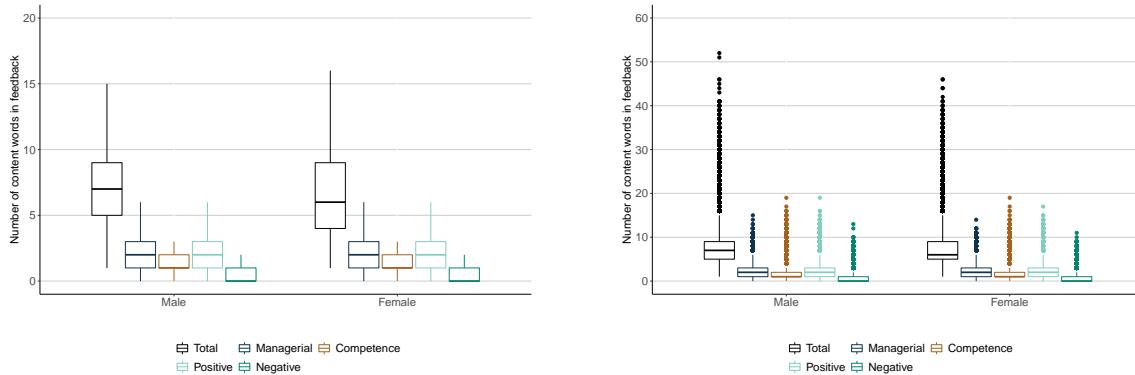 Number of content words in feedback
20
15
10
5
0
Male Female
Total Managerial Competence
Positive Negative
Number of content words in feedback
60
50
40
30
20
10
0
Male Female
Total Managerial Competence
Positive Negative